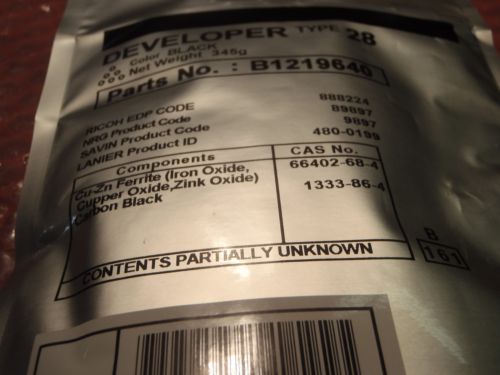 DEVELOPER TYPE 28
Color BLACK
Net Weight 345g
Parts No. : B1219640
RICOH EDP CODE 888224
NRG Product Code 89897
SAVIN Product Code 9897
LANIER Product ID 480-0199
Components CAS No.
Cu-Zn Ferrite (Iron Oxide, 66402-68-4
Cupper Oxide,Zink Oxide)
Carbon Black 1333-86-4
CONTENTS PARTIALLY UNKNOWN
B
161